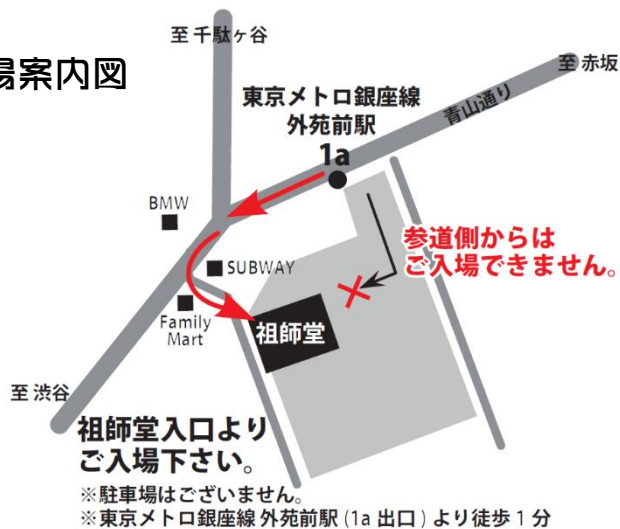 至 千駄ヶ谷
場案内図
至 赤坂
東京メトロ銀座線
外苑前駅
1a
青山通り
BMW
参道側からは
ご入場できません。
SUBWAY
Family
Mart
祖師堂
至 渋谷
祖師堂入口より
ご入場下さい。
※駐車場はございません。
※東京メトロ銀座線 外苑前駅 (1a 出口 ) より徒歩 1 分